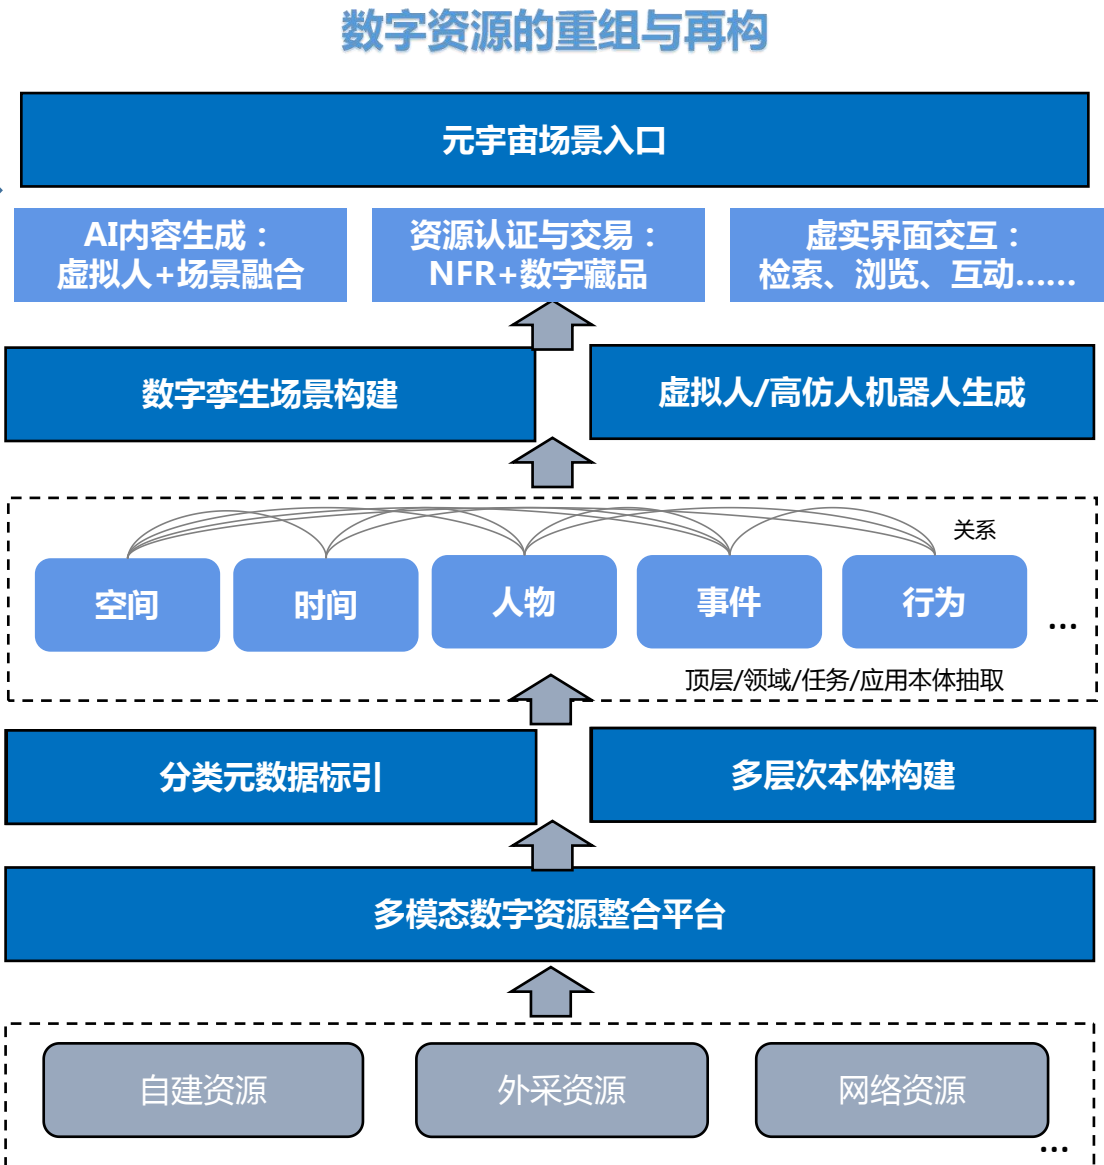 数字资源的重组与再构
元宇宙场景入口
AI内容生成：
虚拟人+场景融合
资源认证与交易：
NFR+数字藏品
虚实界面交互：
检索、浏览、互动……
数字孪生场景构建
虚拟人/高仿人机器人生成
关系
空间
时间
人物
事件
行为
...
顶层/领域/任务/应用本体抽取
分类元数据标引
多层次本体构建
多模态数字资源整合平台
自建资源
外采资源
网络资源
...